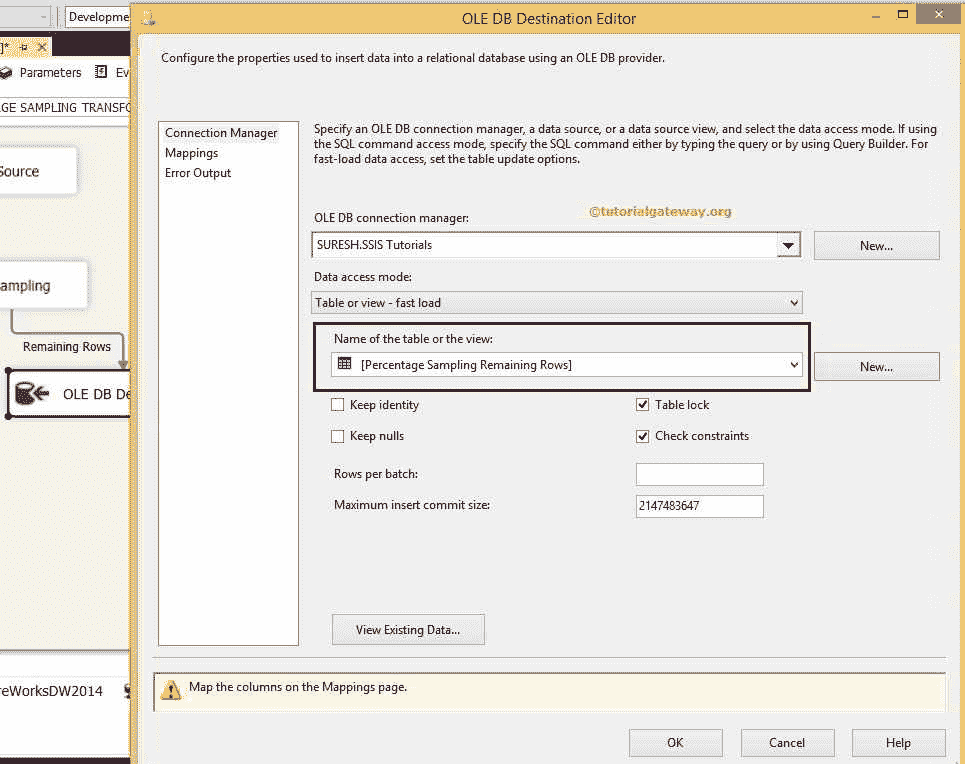 Developme
OLE DB Destination Editor
Parameters
Ev
GE SAMPLING TRANSFO
Source
ampling
Remaining Rows
OLE DB De
reWorksDW2014
Configure the properties used to insert data into a relational database using an OLE DB provider.
Connection Manager
Mappings
Error Output
Specify an OLE DB connection manager, a data source, or a data source view, and select the data access mode. If using
the SQL command access mode, specify the SQL command either by typing the query or by using Query Builder. For
fast-load data access, set the table update options.
©tutorialgateway.org
OLE DB connection manager:
SURESH.SSIS Tutorials
New...
Data access mode:
Table or view - fast load
Name of the table or the view:
[Percentage Sampling Remaining Rows]
New...
Keep identity
Table lock
Keep nulls
Check constraints
Rows per batch:
Maximum insert commit size:
2147483647
View Existing Data...
Map the columns on the Mappings page.
OK
Cancel
Help